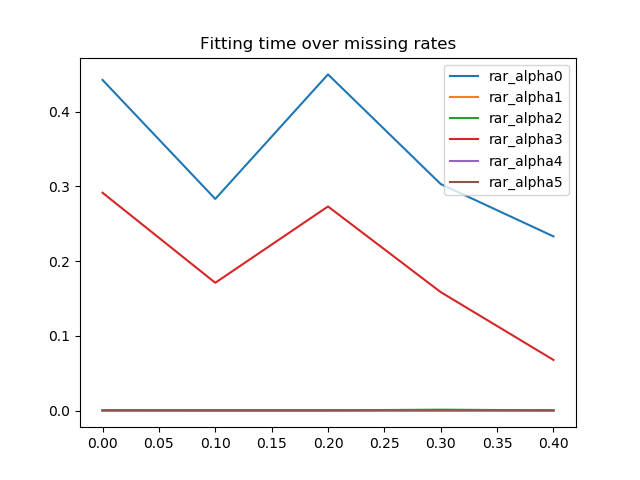 Fitting time over missing rates
rar_alpha0
rar_alpha1
rar_alpha2
rar_alpha3
rar_alpha4
rar_alpha5
0.4
0.3
0.2
0.1
0.0
0.00 0.05 0.10 0.15 0.20 0.25 0.30 0.35 0.40